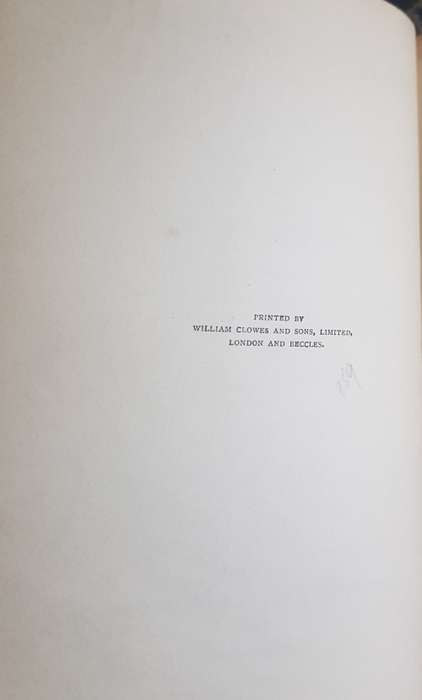 PRINTED BY
WILLIAM CLOWES AND SONS, LIMITED,
LONDON AND BECCLES.